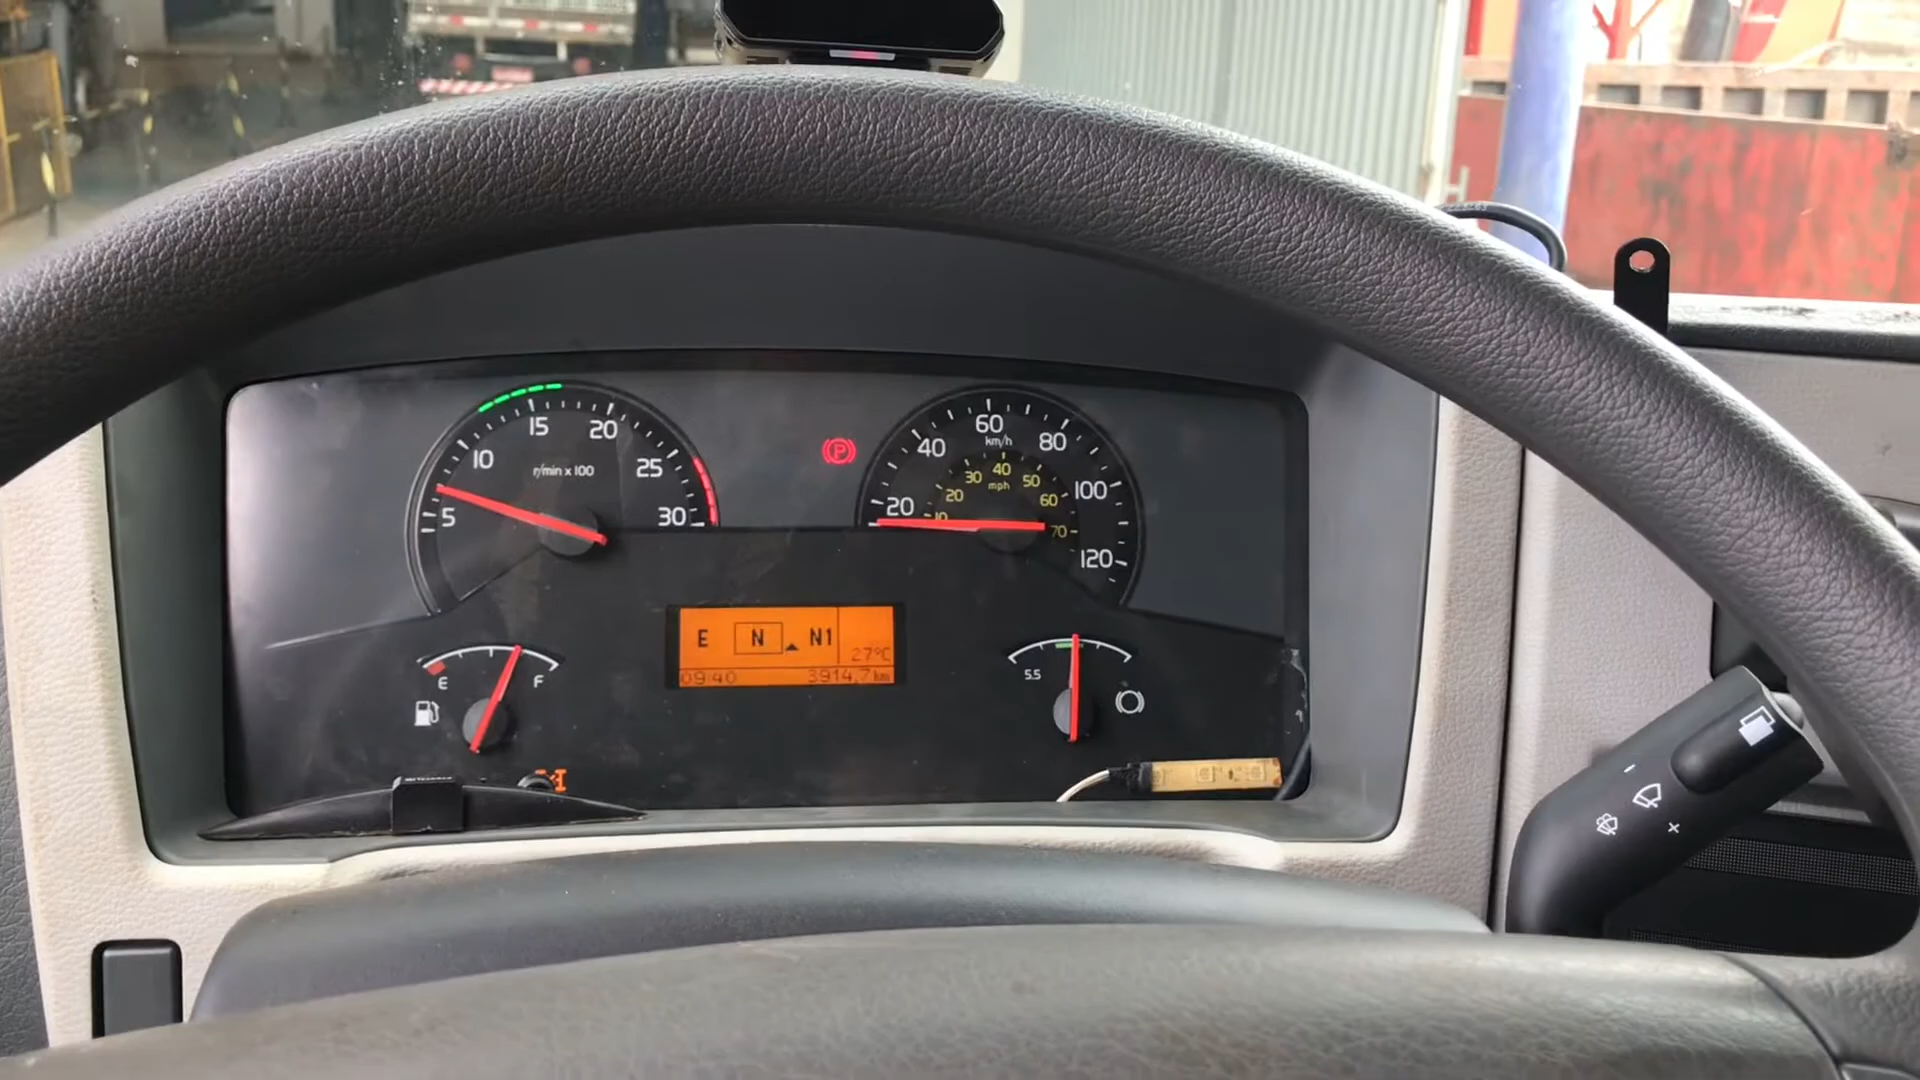 5 10 15 20 25 30
r/min x 100
20 40 60 80 100 120
km/h
10 20 30 40 50 60 70
mph
P
E N N1
27°C
09:40 3914,7 km
E F
5.5